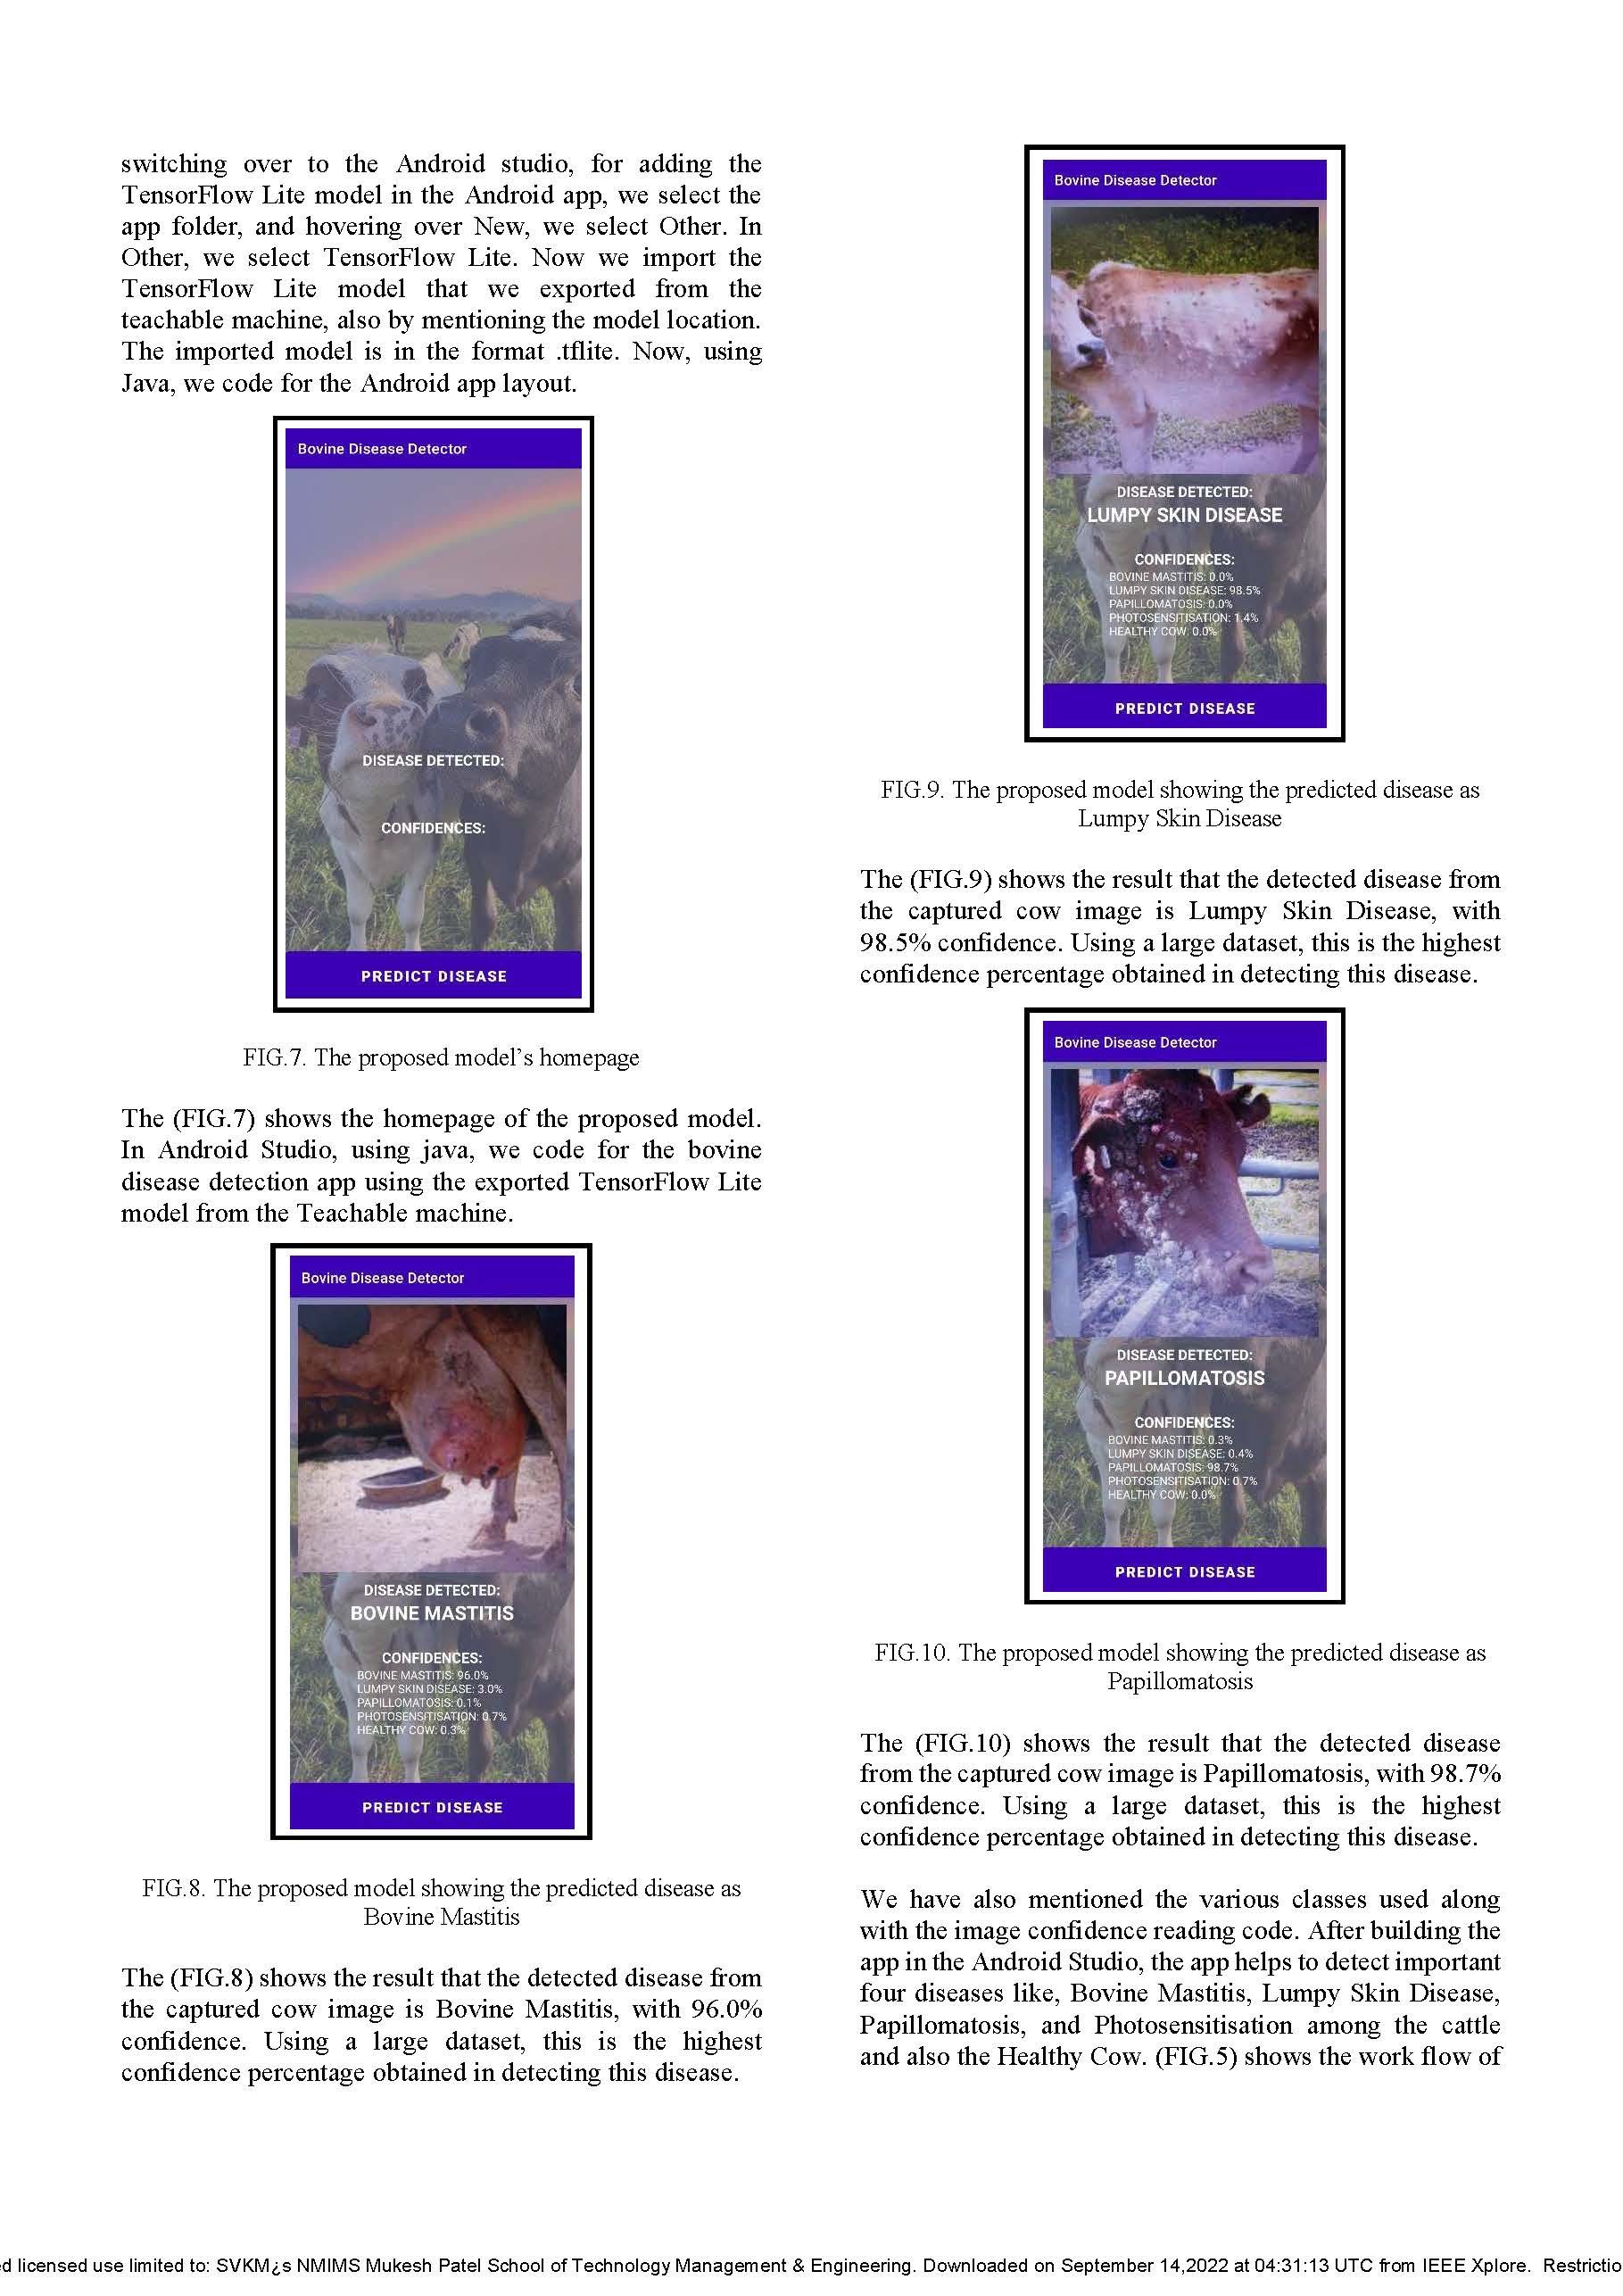 switching over to the Android studio, for adding the
TensorFlow Lite model in the Android app, we select the
app folder, and hovering over New, we select Other. In
Other, we select TensorFlow Lite. Now we import the
TensorFlow Lite model that we exported from the
teachable machine, also by mentioning the model location.
The imported model is in the format .tflite. Now, using
Java, we code for the Android app layout.
Bovine Disease Detector
DISEASE DETECTED:
CONFIDENCES:
PREDICT DISEASE
FIG.7. The proposed model’s homepage
The (FIG.7) shows the homepage of the proposed model.
In Android Studio, using java, we code for the bovine
disease detection app using the exported TensorFlow Lite
model from the Teachable machine.
Bovine Disease Detector
DISEASE DETECTED:
BOVINE MASTITIS
CONFIDENCES:
BOVINE MASTITIS: 96.0%
LUMPY SKIN DISEASE: 3.0%
PAPILLOMATOSIS: 0.1%
PHOTOSENSITISATION: 0.7%
HEALTHY COW: 0.3%
PREDICT DISEASE
FIG.8. The proposed model showing the predicted disease as
Bovine Mastitis
The (FIG.8) shows the result that the detected disease from
the captured cow image is Bovine Mastitis, with 96.0%
confidence. Using a large dataset, this is the highest
confidence percentage obtained in detecting this disease.
Bovine Disease Detector
DISEASE DETECTED:
LUMPY SKIN DISEASE
CONFIDENCES:
BOVINE MASTITIS: 0.0%
LUMPY SKIN DISEASE: 98.5%
PAPILLOMATOSIS: 0.0%
PHOTOSENSITISATION: 1.4%
HEALTHY COW: 0.0%
PREDICT DISEASE
FIG.9. The proposed model showing the predicted disease as
Lumpy Skin Disease
The (FIG.9) shows the result that the detected disease from
the captured cow image is Lumpy Skin Disease, with
98.5% confidence. Using a large dataset, this is the highest
confidence percentage obtained in detecting this disease.
Bovine Disease Detector
DISEASE DETECTED:
PAPILLOMATOSIS
CONFIDENCES:
BOVINE MASTITIS: 0.3%
LUMPY SKIN DISEASE: 0.4%
PAPILLOMATOSIS: 98.7%
PHOTOSENSITISATION: 0.7%
HEALTHY COW: 0.0%
PREDICT DISEASE
FIG.10. The proposed model showing the predicted disease as
Papillomatosis
The (FIG.10) shows the result that the detected disease
from the captured cow image is Papillomatosis, with 98.7%
confidence. Using a large dataset, this is the highest
confidence percentage obtained in detecting this disease.
We have also mentioned the various classes used along
with the image confidence reading code. After building the
app in the Android Studio, the app helps to detect important
four diseases like, Bovine Mastitis, Lumpy Skin Disease,
Papillomatosis, and Photosensitisation among the cattle
and also the Healthy Cow. (FIG.5) shows the work flow of
ed licensed use limited to: SVKM¿s NMIMS Mukesh Patel School of Technology Management & Engineering. Downloaded on September 14,2022 at 04:31:13 UTC from IEEE Xplore. Restrictio